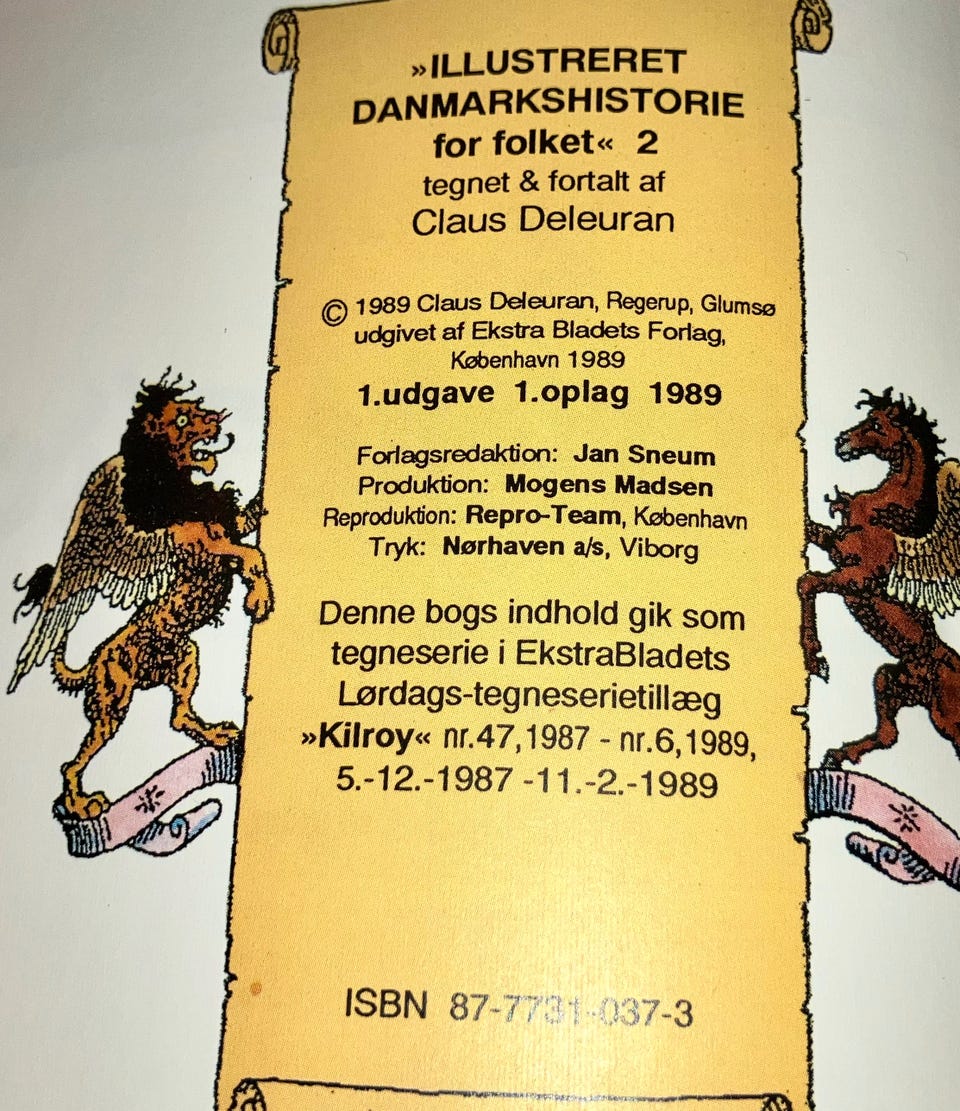 »ILLUSTRERET
DANMARKSHISTORIE
for folket« 2
tegnet & fortalt af
Claus Deleuran
© 1989 Claus Deleuran, Regerup, Glumsø
udgivet af Ekstra Bladets Forlag,
København 1989
1.udgave 1.oplag 1989
Forlagsredaktion: Jan Sneum
Produktion: Mogens Madsen
Reproduktion: Repro-Team, København
Tryk: Nørhaven a/s, Viborg
Denne bogs indhold gik som
tegneserie i EkstraBladets
Lørdags-tegneserietillæg
»Kilroy« nr.47,1987 - nr.6,1989,
5.-12.-1987 -11.-2.-1989
ISBN 87-7731-037-3